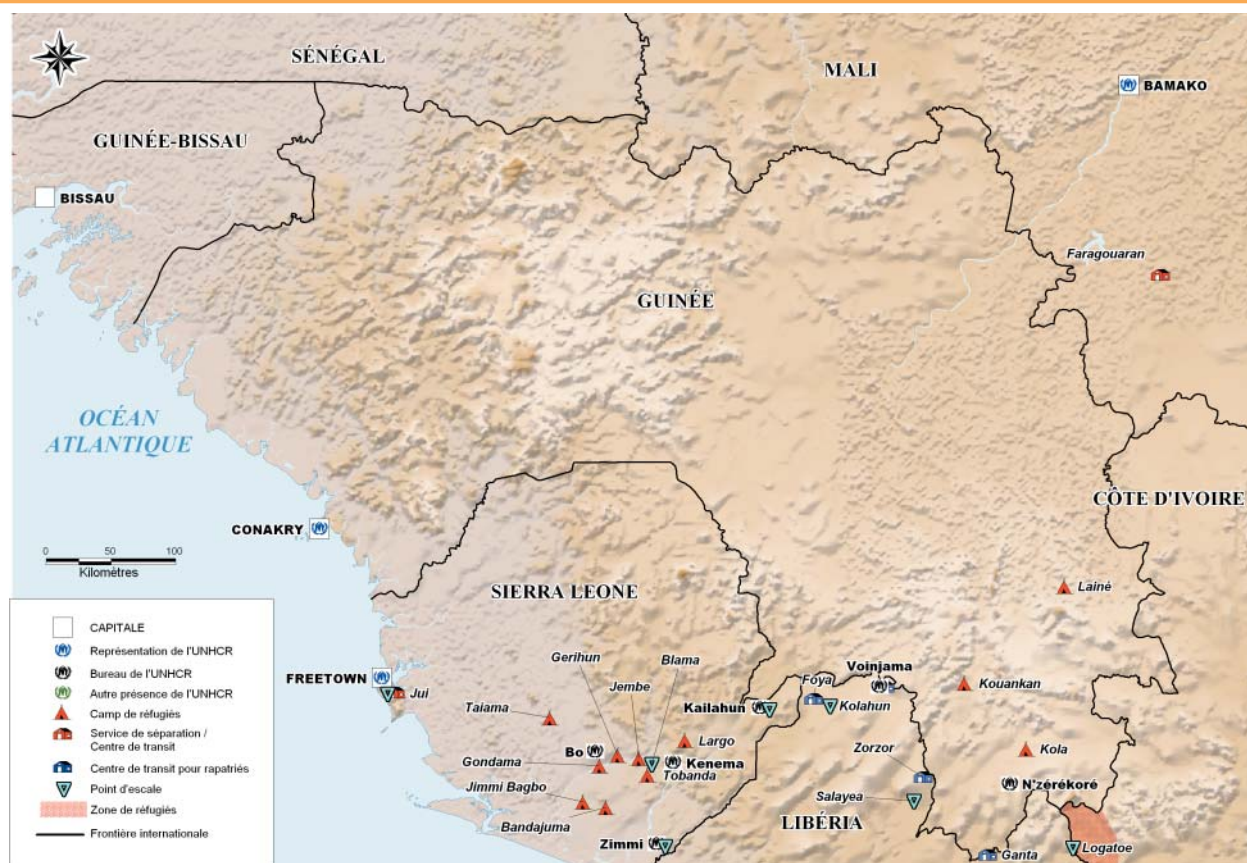 SÉNÉGAL
MALI
BAMAKO
GUINÉE-BISSAU
BISSAU
Faragouaran
GUINÉE
OCÉAN
ATLANTIQUE
CÔTE D'IVOIRE
CONAKRY
0 50 100
Kilomètres
SIERRA LEONE
Lainé
CAPITALE
Représentation de l'UNHCR
Bureau de l'UNHCR
Autre présence de l'UNHCR
Camp de réfugiés
Service de séparation /
Centre de transit
Centre de transit pour rapatriés
Point d'escale
Zone de réfugiés
Frontière internationale
Gerihun
Blama
Jembe
Voinjama
FREETOWN
Jui
Foya
Kouankan
Taiama
Kailahun
Kolahun
Largo
Bo
Zorzor
Kola
Gondama
Kenema
Tobanda
N'zérékoré
Jimmi Bagbo
Salayea
Bandajuma
LIBÉRIA
Zimmi
Ganta
Logatoe